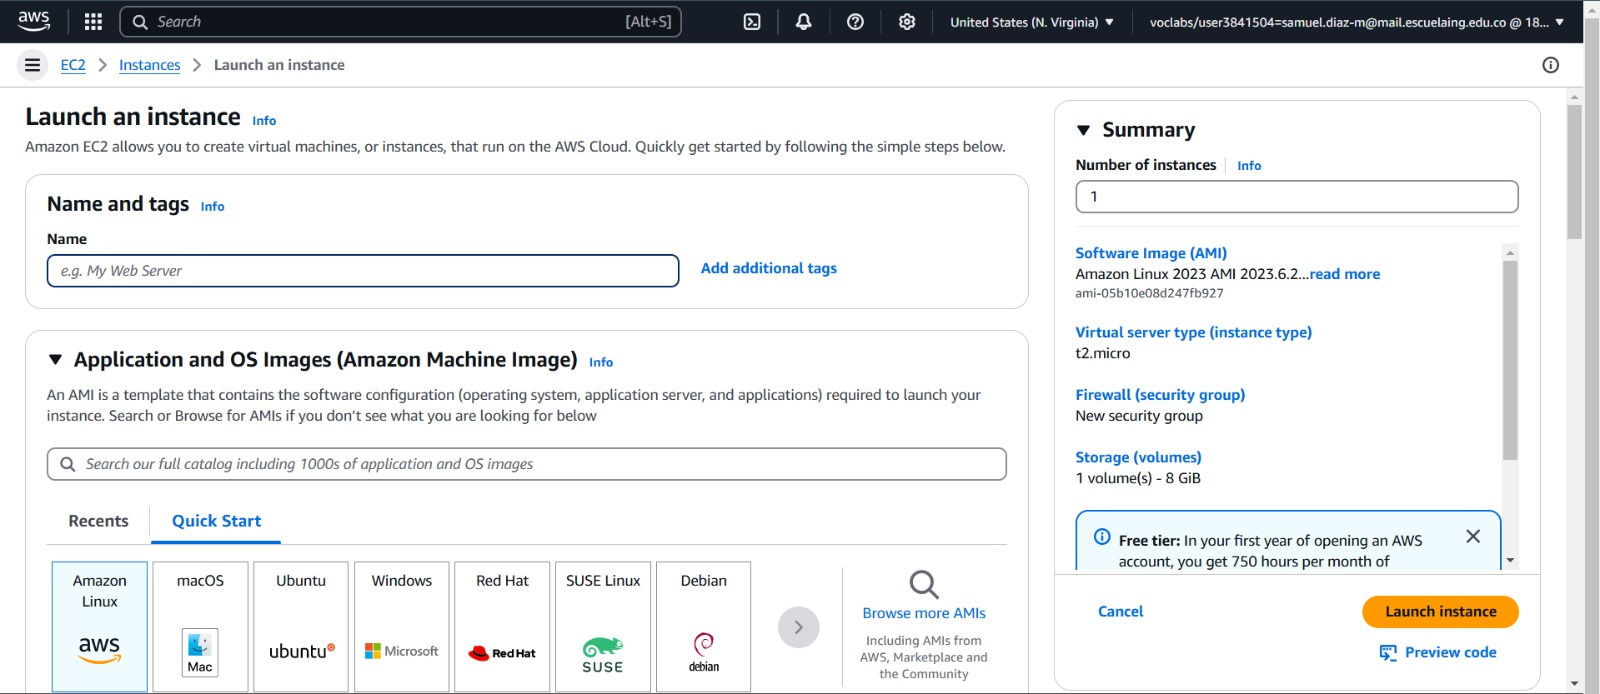 aws
Search [Alt+S]
United States (N. Virginia)
voclabs/user3841504=samuel.diaz-m@mail.escuelaing.edu.co @ 18...
EC2 > Instances > Launch an instance
Launch an instance Info
Amazon EC2 allows you to create virtual machines, or instances, that run on the AWS Cloud. Quickly get started by following the simple steps below.
Name and tags Info
Name
e.g. My Web Server
Add additional tags
Application and OS Images (Amazon Machine Image) Info
An AMI is a template that contains the software configuration (operating system, application server, and applications) required to launch your
instance. Search or Browse for AMIs if you don't see what you are looking for below
Search our full catalog including 1000s of application and OS images
Recents
Quick Start
Amazon
Linux
aws
macOS
Mac
Ubuntu
ubuntu
Windows
Microsoft
Red Hat
Red Hat
SUSE Linux
SUSE
Debian
debian
Browse more AMIs
Including AMIs from
AWS, Marketplace and
the Community
Summary
Number of instances Info
1
Software Image (AMI)
Amazon Linux 2023 AMI 2023.6.2...read more
ami-05b10e08d247fb927
Virtual server type (instance type)
t2.micro
Firewall (security group)
New security group
Storage (volumes)
1 volume(s) - 8 GiB
Free tier: In your first year of opening an AWS
account, you get 750 hours per month of
Cancel
Launch instance
Preview code